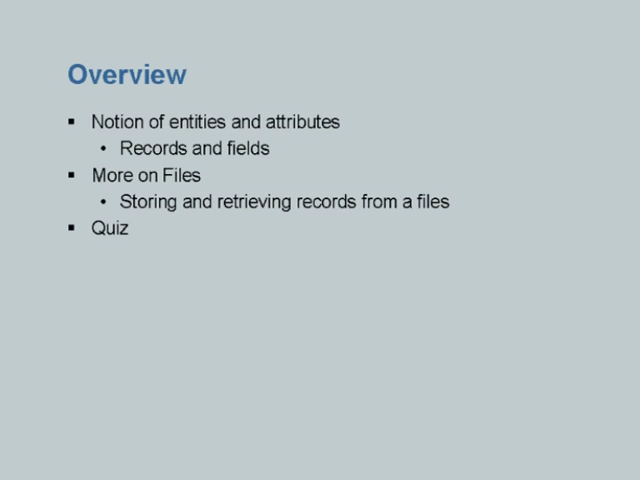 Overview
▪ Notion of entities and attributes
• Records and fields
▪ More on Files
• Storing and retrieving records from a files
▪ Quiz